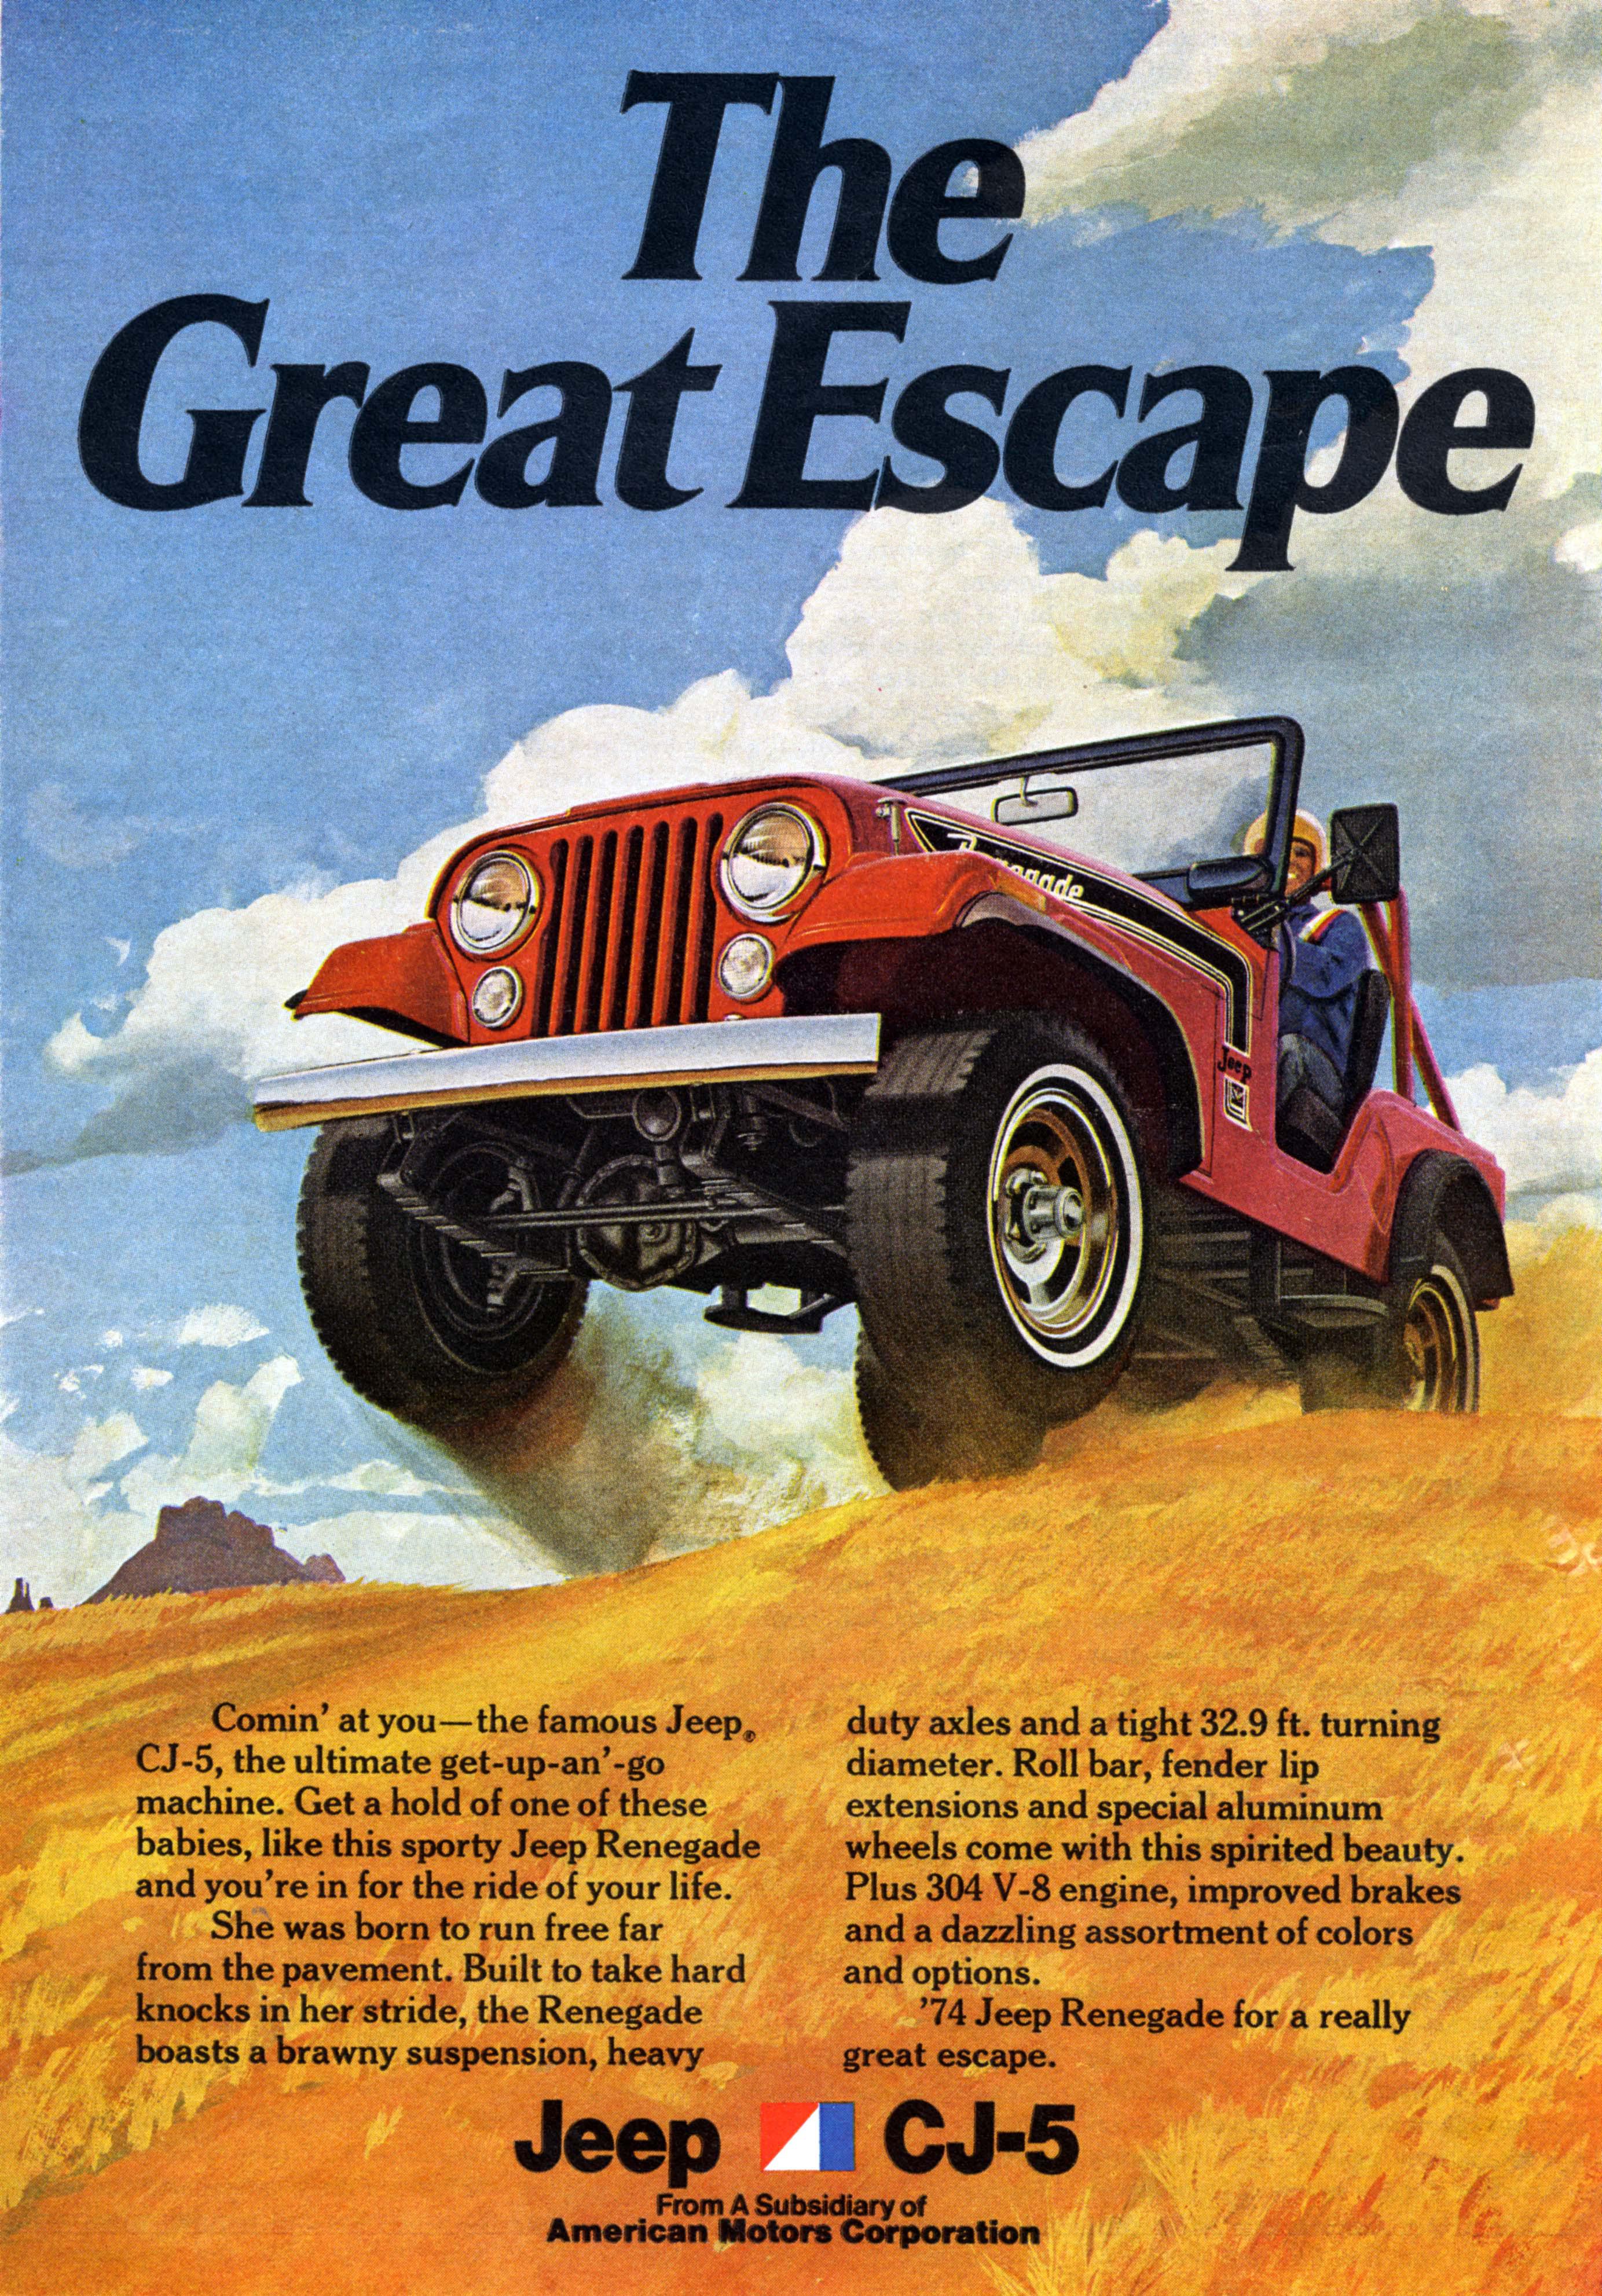 The
Great Escape
Renegade
Jeep
Comin' at you—the famous Jeep®
CJ-5, the ultimate get-up-an'-go
machine. Get a hold of one of these
babies, like this sporty Jeep Renegade
and you're in for the ride of your life.
She was born to run free far
from the pavement. Built to take hard
knocks in her stride, the Renegade
boasts a brawny suspension, heavy
duty axles and a tight 32.9 ft. turning
diameter. Roll bar, fender lip
extensions and special aluminum
wheels come with this spirited beauty.
Plus 304 V-8 engine, improved brakes
and a dazzling assortment of colors
and options.
'74 Jeep Renegade for a really
great escape.
Jeep CJ-5
From A Subsidiary of
American Motors Corporation